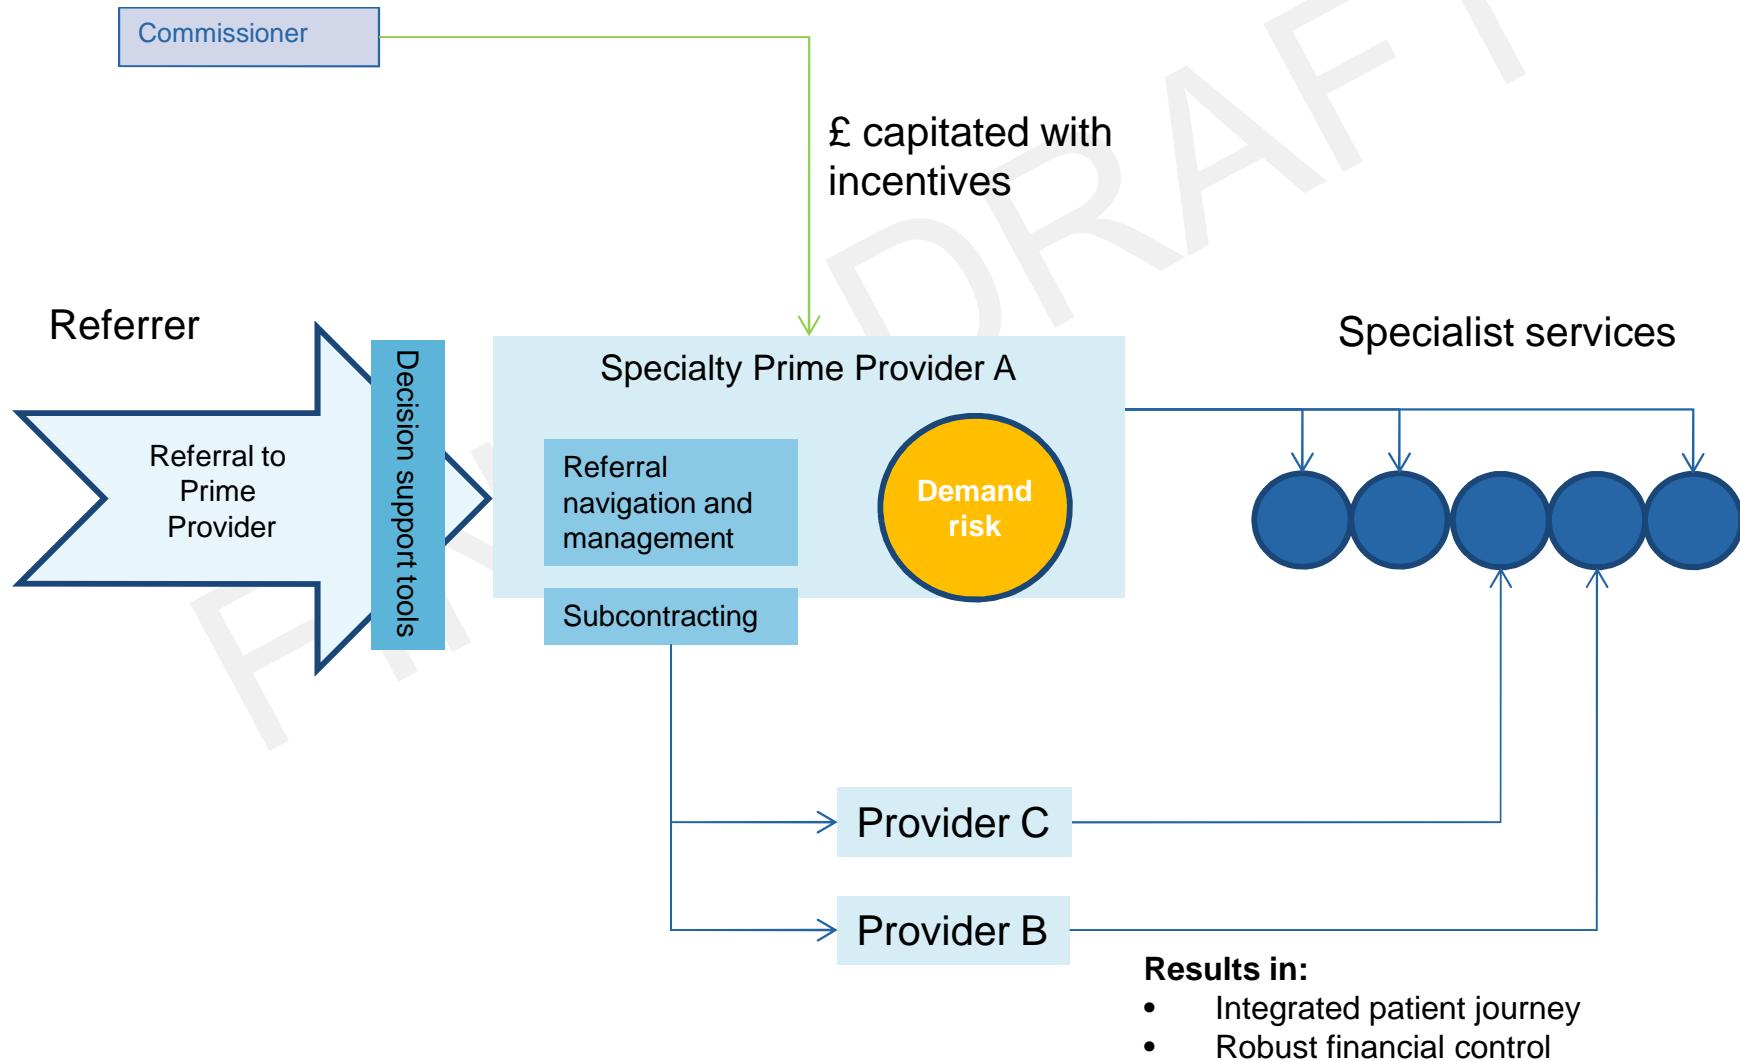 Commissioner
£ capitated with
incentives
Referrer
Specialist services
Specialty Prime Provider A
Decision support tools
Referral to
Prime
Provider
Referral
navigation and
management
Demand
risk
Subcontracting
Provider C
Provider B
Results in:
• Integrated patient journey
• Robust financial control
DRAFT